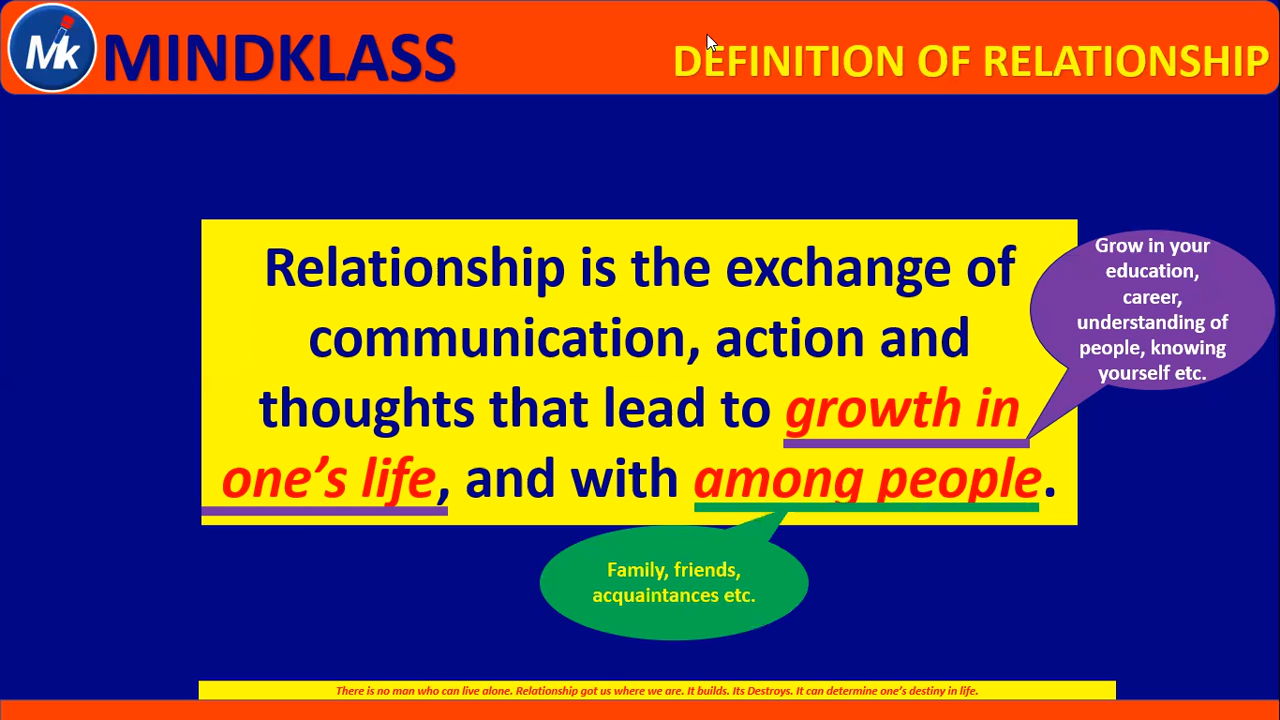 Mk MINDKLASS
DEFINITION OF RELATIONSHIP
Relationship is the exchange of
communication, action and
thoughts that lead to growth in
one's life, and with among people.
Grow in your
education,
career,
understanding of
people, knowing
yourself etc.
Family, friends,
acquaintances etc.
There is no man who can live alone. Relationship got us where we are. It builds. Its Destroys. It can determine one's destiny in life.